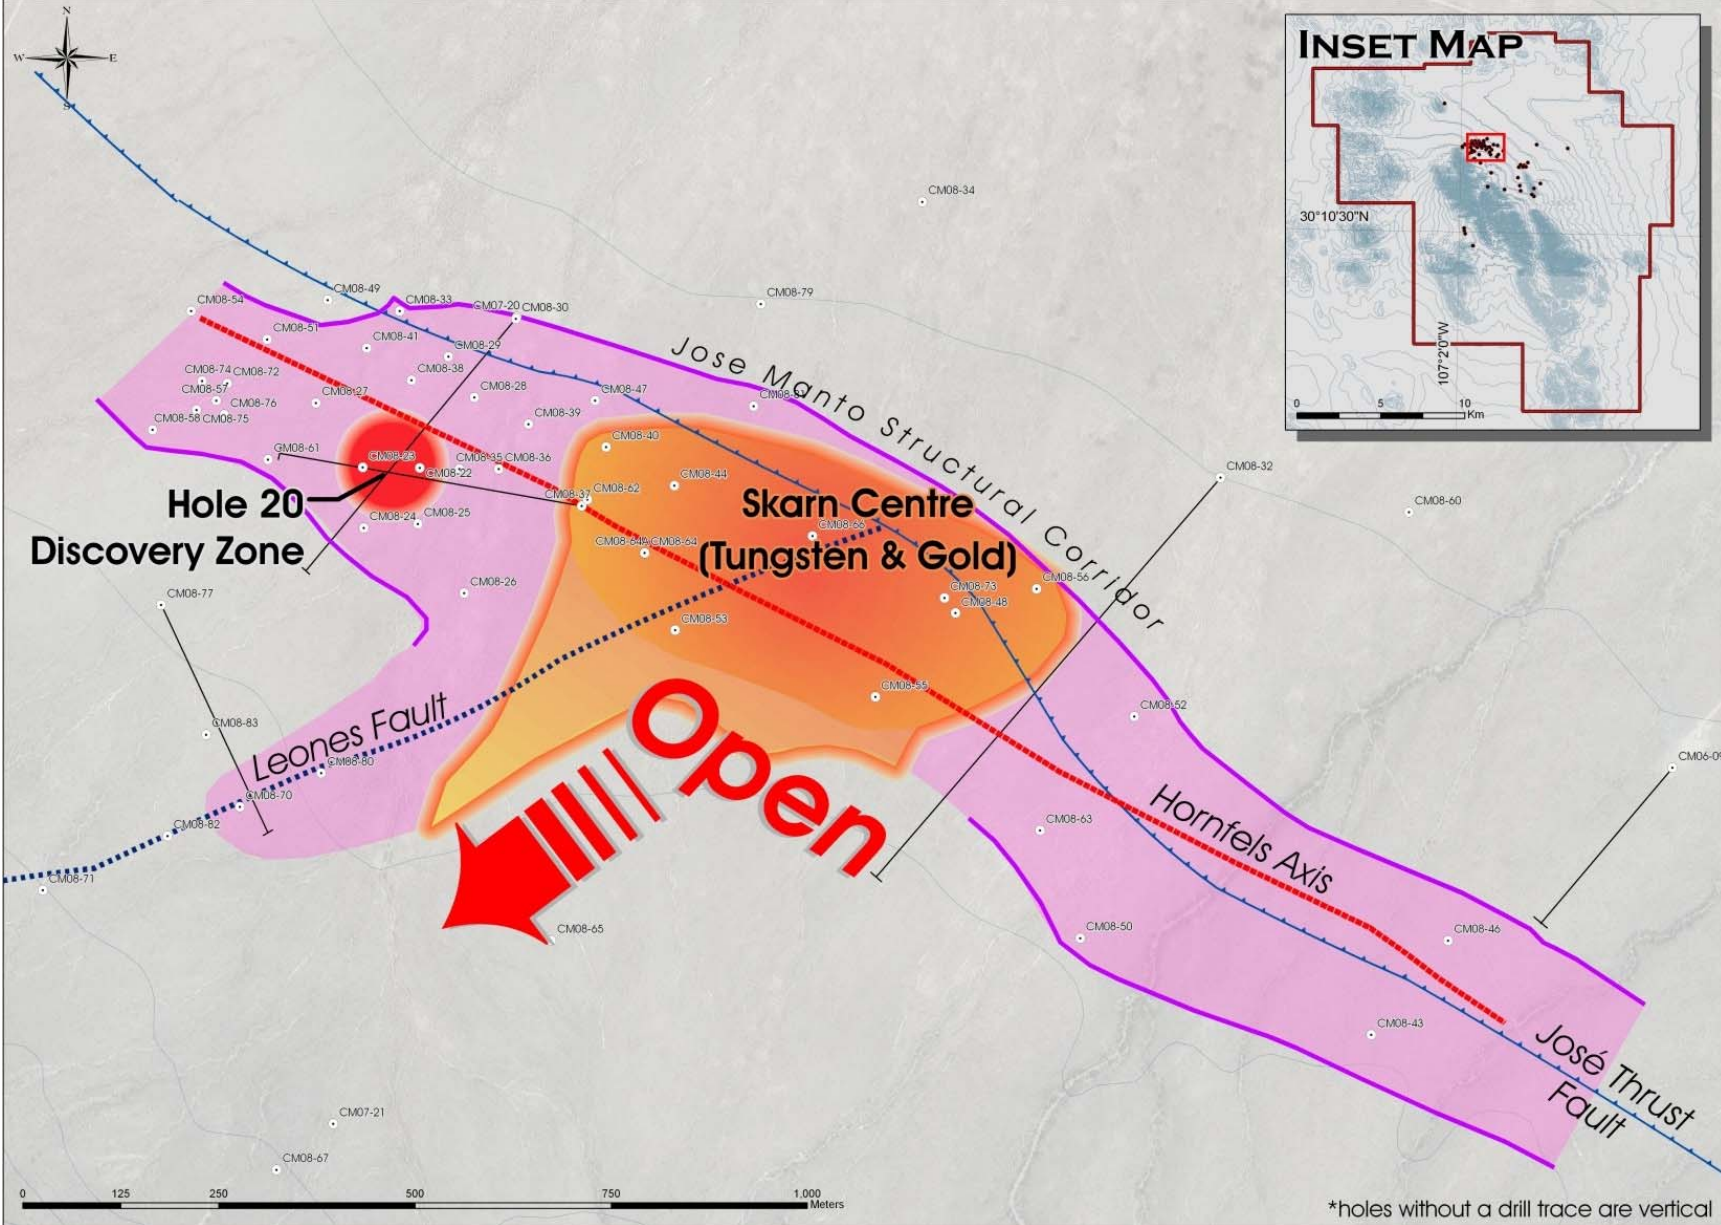 N
W
E
S
INSET MAP
30°10'30"N
107°2'0"W
0
5
10
Km
CM08-34
CM08-79
CM08-49
CM08-54
CM08-33
CM07-20
CM08-30
CM08-51
CM08-41
CM08-29
Jose Manto Structural Corridor
CM08-74
CM08-72
CM08-38
CM08-57
CM08-27
CM08-28
CM08-47
CM08-76
CM08-58
CM08-75
CM08-39
CM08-40
CM08-61
CM08-23
CM08-35
CM08-36
CM08-22
CM08-44
CM08-32
CM08-37
CM08-62
CM08-60
Hole 20
Discovery Zone
Skarn Centre
(Tungsten & Gold)
CM08-24
CM08-25
CM08-66
CM08-64A
CM08-64
CM08-26
CM08-73
CM08-56
CM08-48
CM08-77
CM08-53
CM08-55
CM08-52
CM08-83
Leones Fault
Open
CM08-80
CM06-09
CM08-70
CM08-82
CM08-63
Hornfels Axis
CM08-71
CM08-65
CM08-50
CM08-46
CM08-43
José Thrust
Fault
CM07-21
CM08-67
0
125
250
500
750
1,000
Meters
*holes without a drill trace are vertical